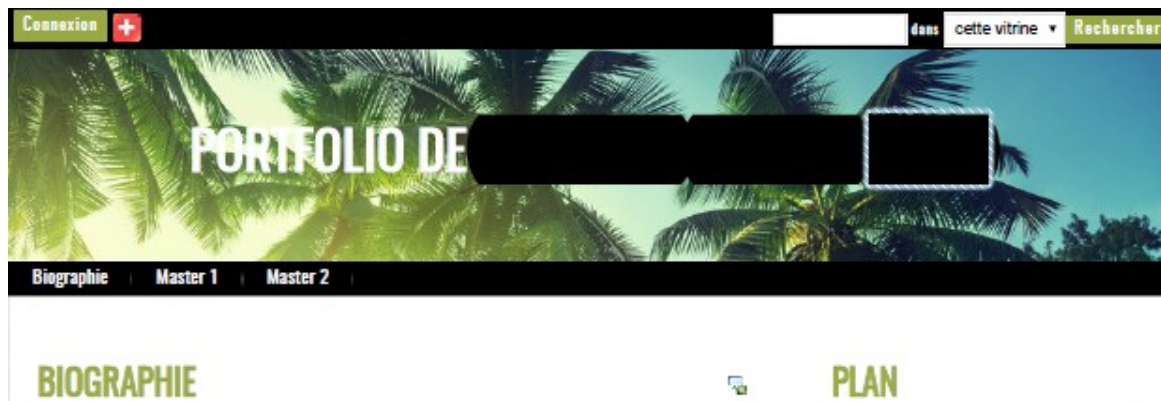 Connexion dans cette vitrine Rechercher
PORTFOLIO DE
Biographie Master 1 Master 2
BIOGRAPHIE PLAN